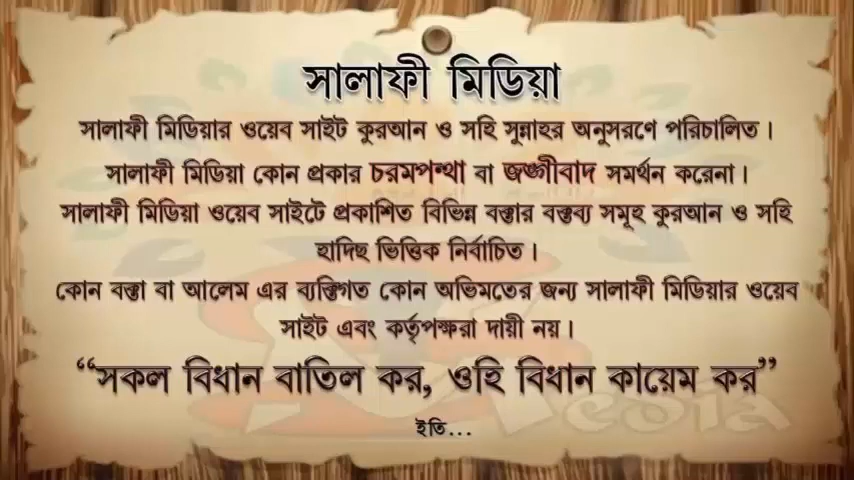 সালাফী মিডিয়া
সালাফী মিডিয়ার ওয়েব সাইট কুরআন ও সহি সুন্নাহর অনুসরণে পরিচালিত।
সালাফী মিডিয়া কোন প্রকার চরমপন্থা বা জঙ্গীবাদ সমর্থন করেনা।
সালাফী মিডিয়া ওয়েব সাইটে প্রকাশিত বিভিন্ন বক্তার বক্তব্য সমূহ কুরআন ও সহি
হাদিছ ভিত্তিক নির্বাচিত।
কোন বক্তা বা আলেম এর ব্যক্তিগত কোন অভিমতের জন্য সালাফী মিডিয়ার ওয়েব
সাইট এবং কর্তৃপক্ষরা দায়ী নয়।
“সকল বিধান বাতিল কর, ওহি বিধান কায়েম কর”
ইতি...